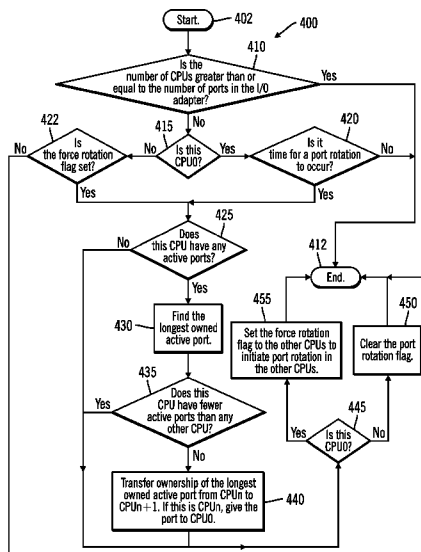 Start.
402
400
410
Is the
number of CPUs greater than or
equal to the number of ports in the I/O
adapter?
Yes
No
422
Is
the force rotation
flag set?
No
Yes
415
Is this
CPU0?
No
Yes
420
Is it
time for a port rotation
to occur?
No
Yes
425
Does
this CPU have any
active ports?
No
Yes
412
End.
430
Find the
longest owned
active port.
455
Set the force rotation
flag to the other CPUs to
initiate port rotation in
the other CPUs.
450
Clear the port
rotation flag.
435
Does this
CPU have fewer
active ports than any
other CPU?
Yes
No
445
Is this
CPU0?
Yes
No
Transfer ownership of the longest
owned active port from CPUn to
CPUn+1. If this is CPUn, give the
port to CPU0.
440